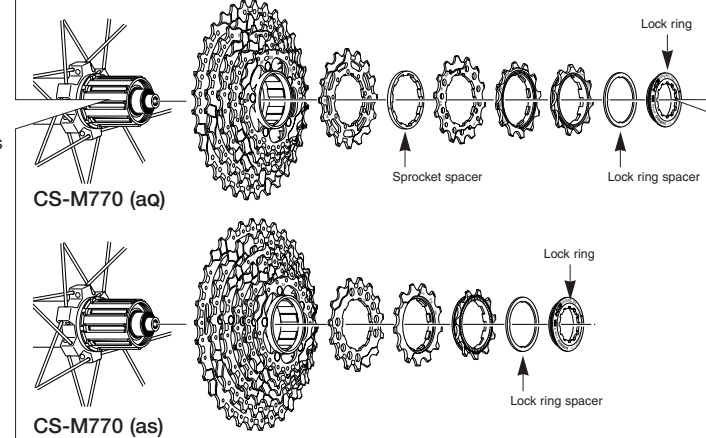 Lock ring
s
Sprocket spacer
Lock ring spacer
CS-M770 (aQ)
Lock ring
Lock ring spacer
CS-M770 (as)